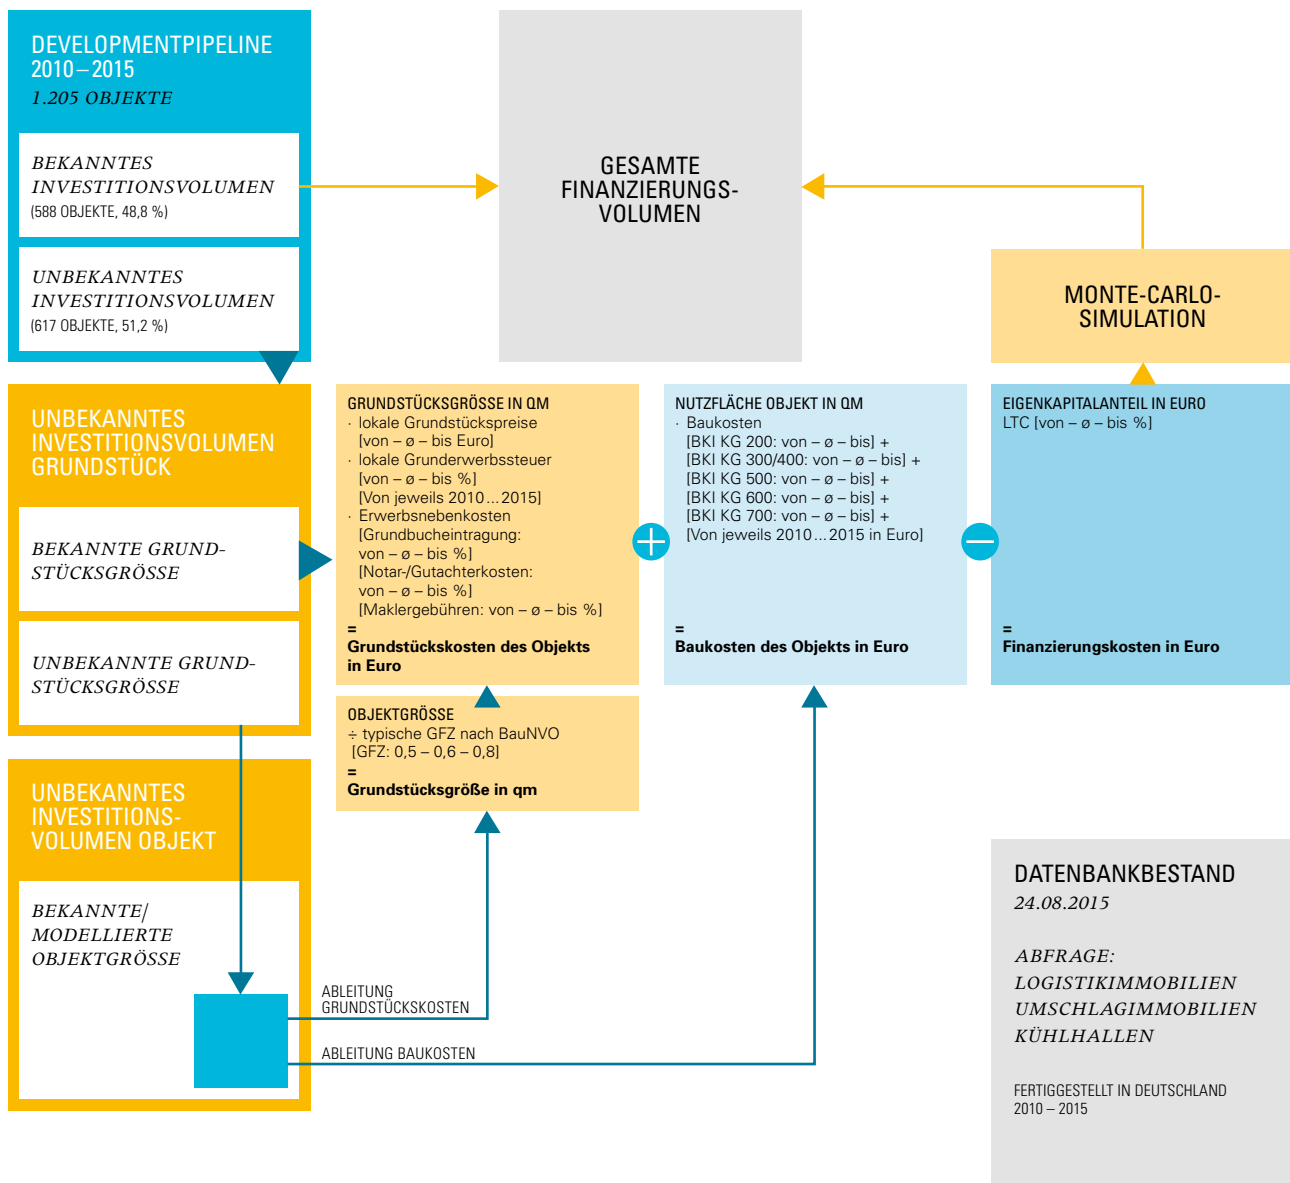 DEVELOPMENTPIPELINE
2010–2015
1.205 OBJEKTE
BEKANNTES
INVESTITIONSVOLUMEN
(588 OBJEKTE, 48,8 %)
UNBEKANNTES
INVESTITIONSVOLUMEN
(617 OBJEKTE, 51,2 %)
GESAMTE
FINANZIERUNGS-
VOLUMEN
MONTE-CARLO-
SIMULATION
UNBEKANNTES
INVESTITIONSVOLUMEN
GRUNDSTÜCK
BEKANNTE GRUND-
STÜCKSGRÖSSE
UNBEKANNTE GRUND-
STÜCKSGRÖSSE
GRUNDSTÜCKSGRÖSSE IN QM
· lokale Grundstückspreise
[von – ø – bis Euro]
· lokale Grunderwerbssteuer
[von – ø – bis %]
[Von jeweils 2010 ... 2015]
· Erwerbsnebenkosten
[Grundbucheintragung:
von – ø – bis %]
[Notar-/Gutachterkosten:
von – ø – bis %]
[Maklergebühren: von – ø – bis %]
=
Grundstückskosten des Objekts
in Euro
+
NUTZFLÄCHE OBJEKT IN QM
· Baukosten
[BKI KG 200: von – ø – bis] +
[BKI KG 300/400: von – ø – bis] +
[BKI KG 500: von – ø – bis] +
[BKI KG 600: von – ø – bis] +
[BKI KG 700: von – ø – bis] +
[Von jeweils 2010 ... 2015 in Euro]
=
Baukosten des Objekts in Euro
–
EIGENKAPITALANTEIL IN EURO
LTC [von – ø – bis %]
=
Finanzierungskosten in Euro
OBJEKTGRÖSSE
÷ typische GFZ nach BauNVO
[GFZ: 0,5 – 0,6 – 0,8]
=
Grundstücksgröße in qm
UNBEKANNTES
INVESTITIONS-
VOLUMEN OBJEKT
BEKANNTE/
MODELLIERTE
OBJEKTGRÖSSE
ABLEITUNG
GRUNDSTÜCKSKOSTEN
ABLEITUNG BAUKOSTEN
DATENBANKBESTAND
24.08.2015
ABFRAGE:
LOGISTIKIMMOBILIEN
UMSCHLAGIMMOBILIEN
KÜHLHALLEN
FERTIGGESTELLT IN DEUTSCHLAND
2010 – 2015